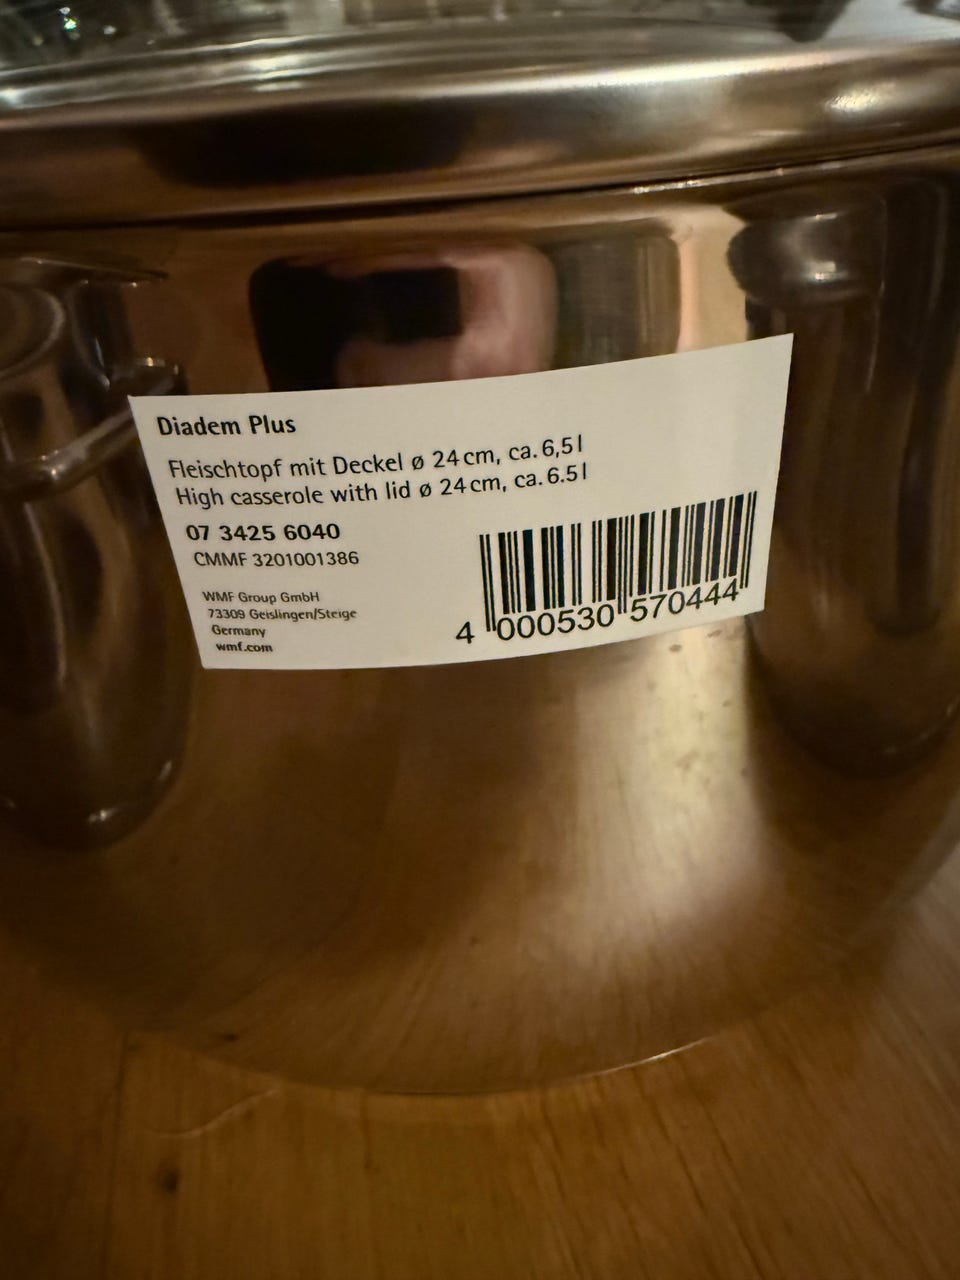 Diadem Plus
Fleischtopf mit Deckel ø 24 cm, ca. 6,5 l
High casserole with lid ø 24 cm, ca. 6.5 l
07 3425 6040
CMMF 3201001386
WMF Group GmbH
73309 Geislingen/Steige
Germany
wmf.com
4 000530 570444